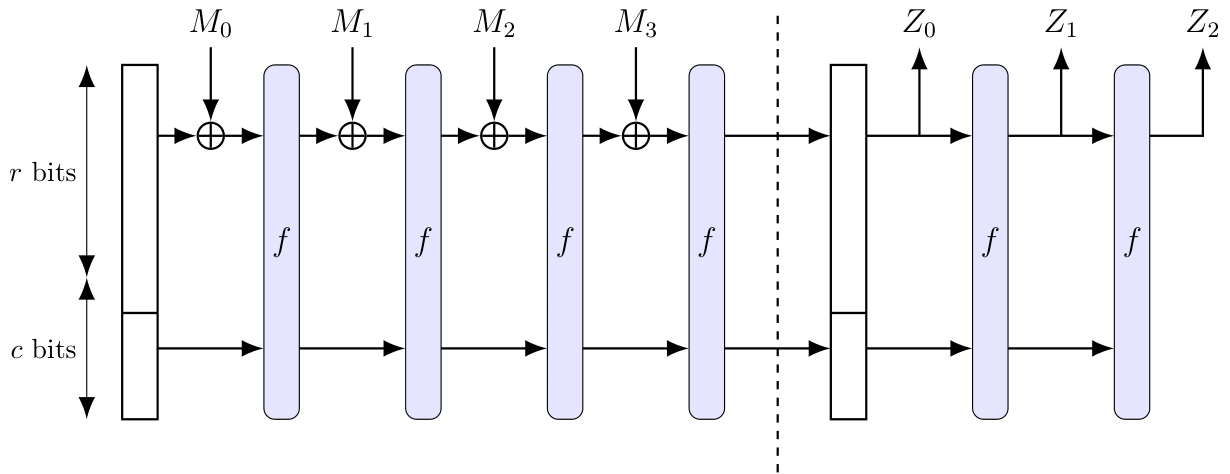 M₀ M₁ M₂ M₃ Z₀ Z₁ Z₂
r bits
f f f f f f
c bits